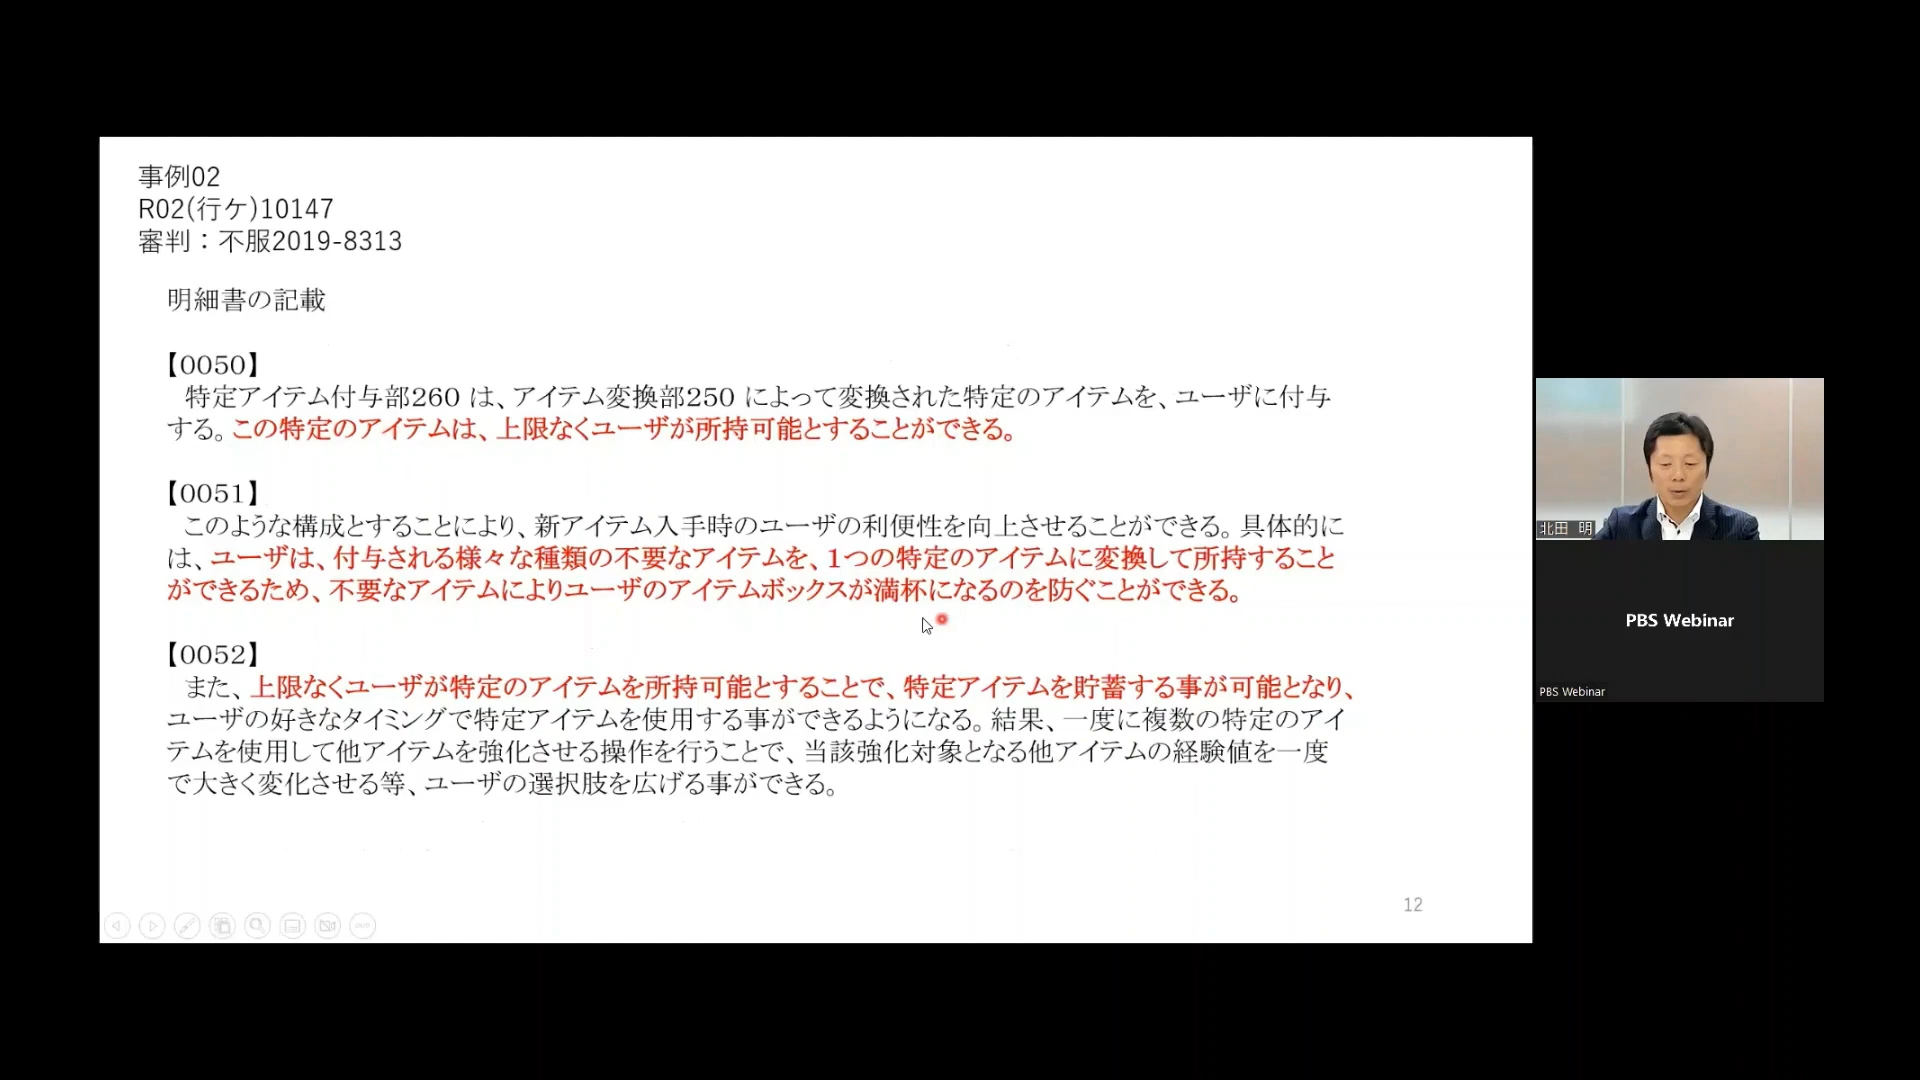 事例02
R02(行ケ)10147
審判：不服2019-8313
明細書の記載
【0050】
特定アイテム付与部260 は、アイテム変換部250 によって変換された特定のアイテムを、ユーザに付与
する。この特定のアイテムは、上限なくユーザが所持可能とすることができる。
【0051】
このような構成とすることにより、新アイテム入手時のユーザの利便性を向上させることができる。具体的に
は、ユーザは、付与される様々な種類の不要なアイテムを、1つの特定のアイテムに変換して所持すること
ができるため、不要なアイテムによりユーザのアイテムボックスが満杯になるのを防ぐことができる。
【0052】
また、上限なくユーザが特定のアイテムを所持可能とすることで、特定アイテムを貯蓄する事が可能となり、
ユーザの好きなタイミングで特定アイテムを使用する事ができるようになる。結果、一度に複数の特定のアイ
テムを使用して他アイテムを強化させる操作を行うことで、当該強化対象となる他アイテムの経験値を一度
で大きく変化させる等、ユーザの選択肢を広げる事ができる。
12
北田 明
PBS Webinar
PBS Webinar